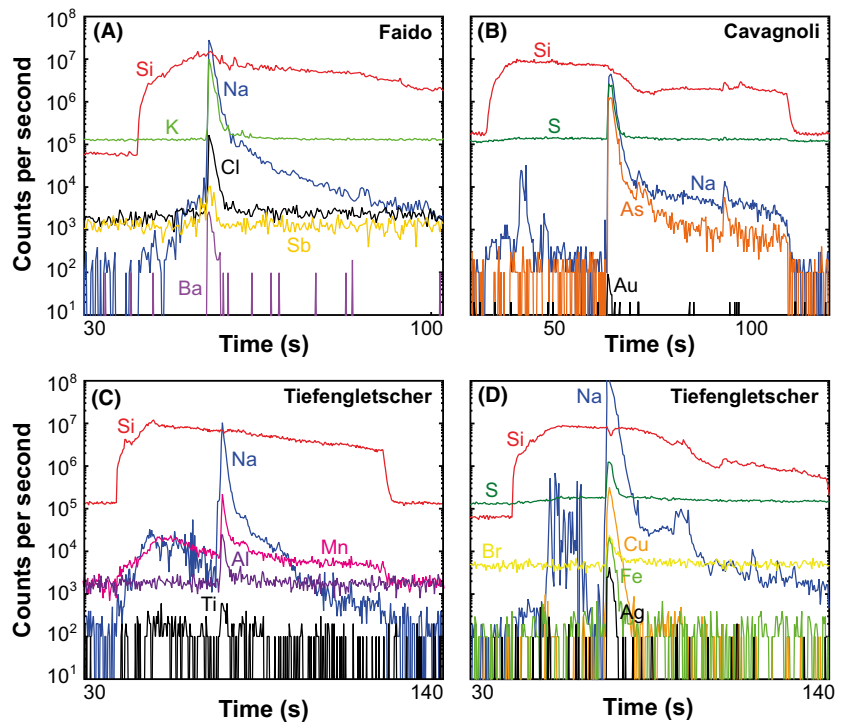 (A) Faido
Counts per second
10^7
10^6
10^5
10^4
10^3
10^2
10^1
Si
Na
K
Cl
Sb
Ba
30 100
Time (s)
(B) Cavagnoli
Si
S
Na
As
Au
50 100
Time (s)
(C) Tiefengletscher
Counts per second
10^8
10^7
10^6
10^5
10^4
10^3
10^2
10^1
Si
Na
Mn
Al
Ti
30 140
Time (s)
(D) Tiefengletscher
Na
Si
S
Cu
Br
Fe
Ag
30 140
Time (s)